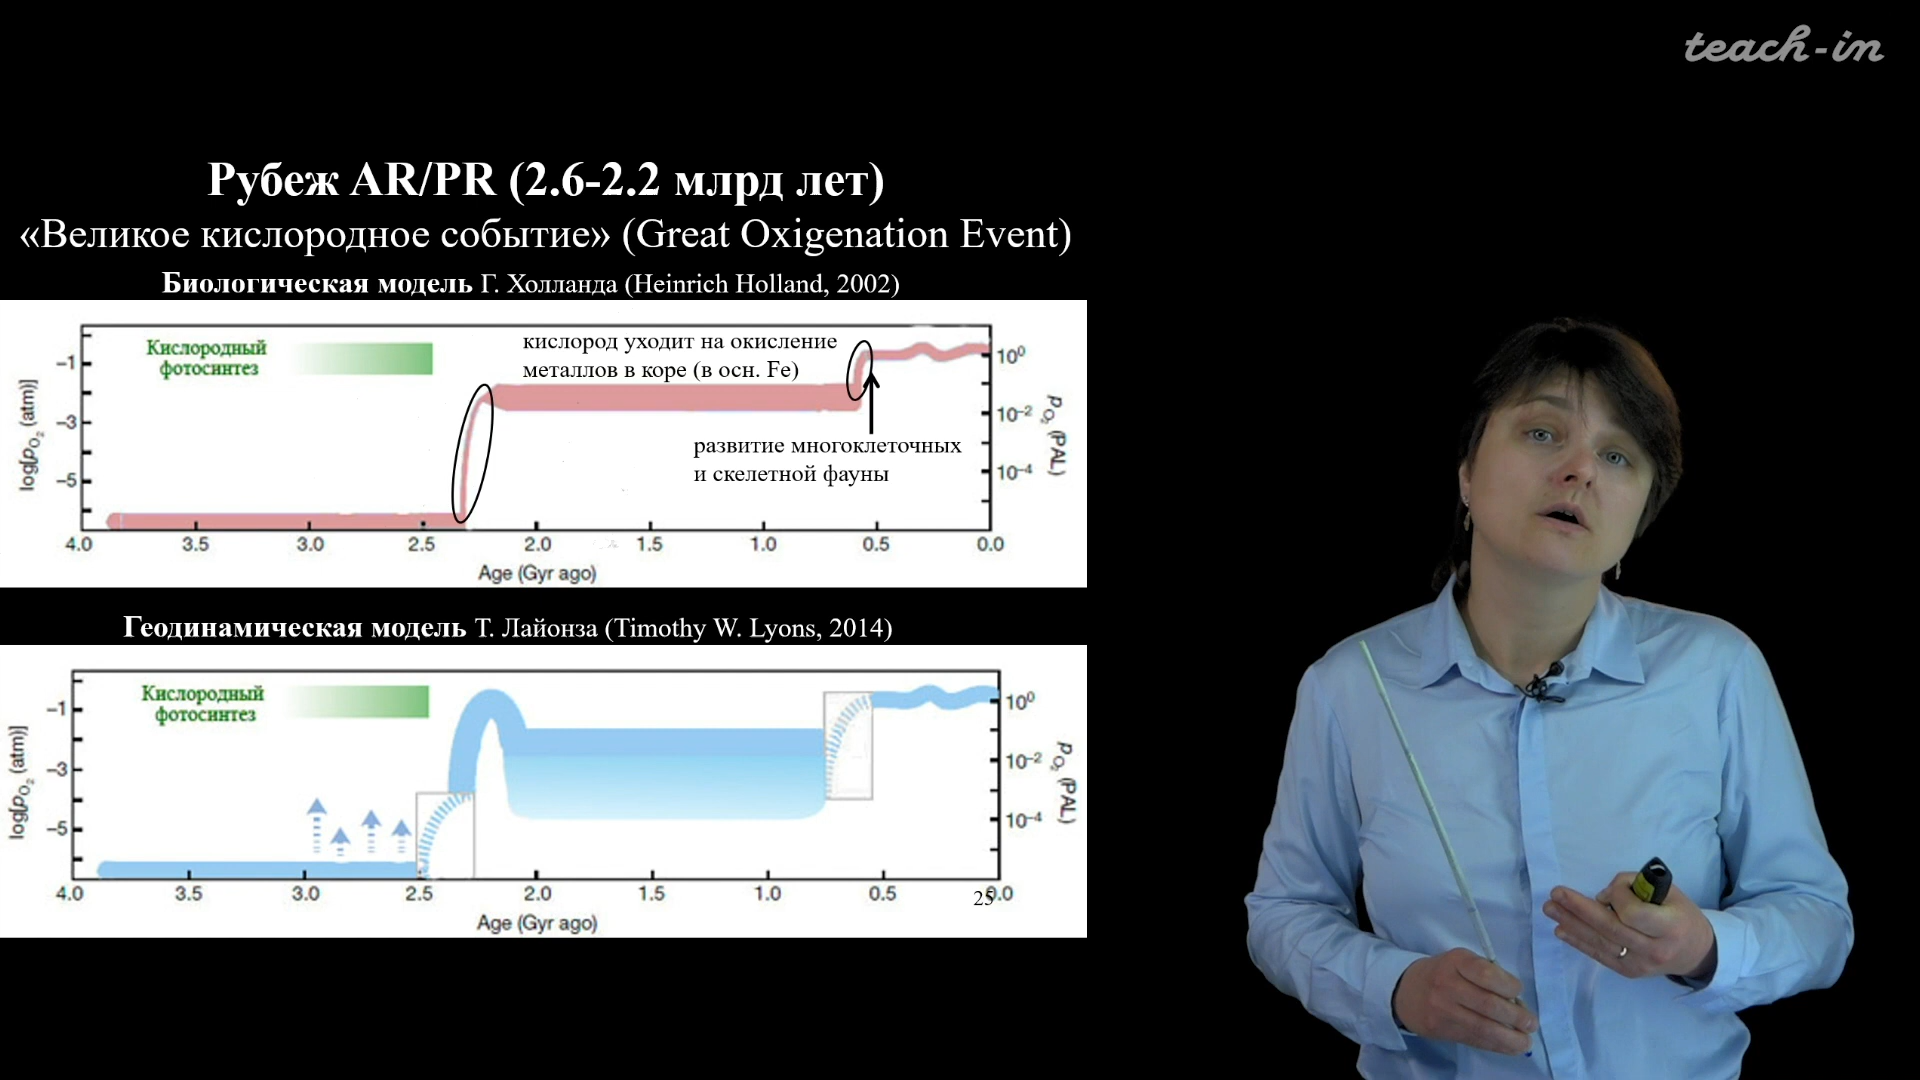 teach-in
Рубеж AR/PR (2.6-2.2 млрд лет)
«Великое кислородное событие» (Great Oxigenation Event)
Биологическая модель Г. Холланда (Heinrich Holland, 2002)
Кислородный
фотосинтез
кислород уходит на окисление
металлов в коре (в осн. Fe)
развитие многоклеточных
и скелетной фауны
log[pO₂ (atm)]
–1
–3
–5
10⁰
10⁻²
10⁻⁴
pO₂ (PAL)
4.0 3.5 3.0 2.5 2.0 1.5 1.0 0.5 0.0
Age (Gyr ago)
Геодинамическая модель Т. Лайонза (Timothy W. Lyons, 2014)
Кислородный
фотосинтез
log[pO₂ (atm)]
–1
–3
–5
10⁰
10⁻²
10⁻⁴
pO₂ (PAL)
4.0 3.5 3.0 2.5 2.0 1.5 1.0 0.5 0.0
25
Age (Gyr ago)